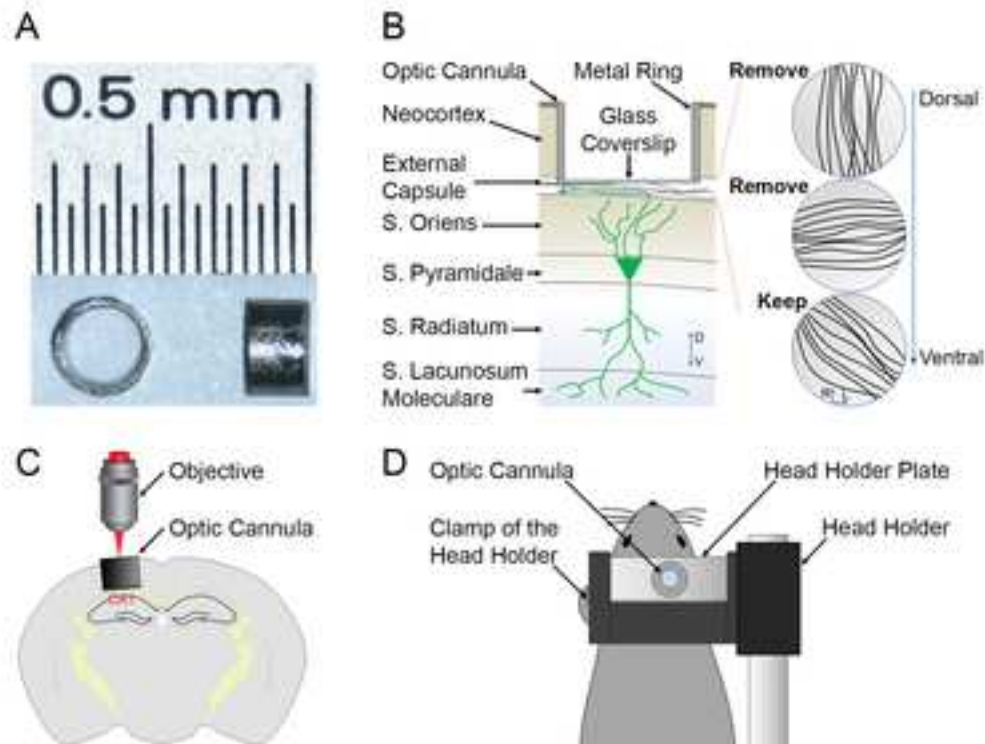 A
0.5 mm
B
Optic Cannula
Metal Ring
Neocortex
Glass
Coverslip
External
Capsule
S. Oriens
S. Pyramidale
S. Radiatum
S. Lacunosum
Moleculare
D
V
Remove
Remove
Keep
Dorsal
Ventral
C
Objective
Optic Cannula
CA1
D
Optic Cannula
Head Holder Plate
Clamp of the
Head Holder
Head Holder